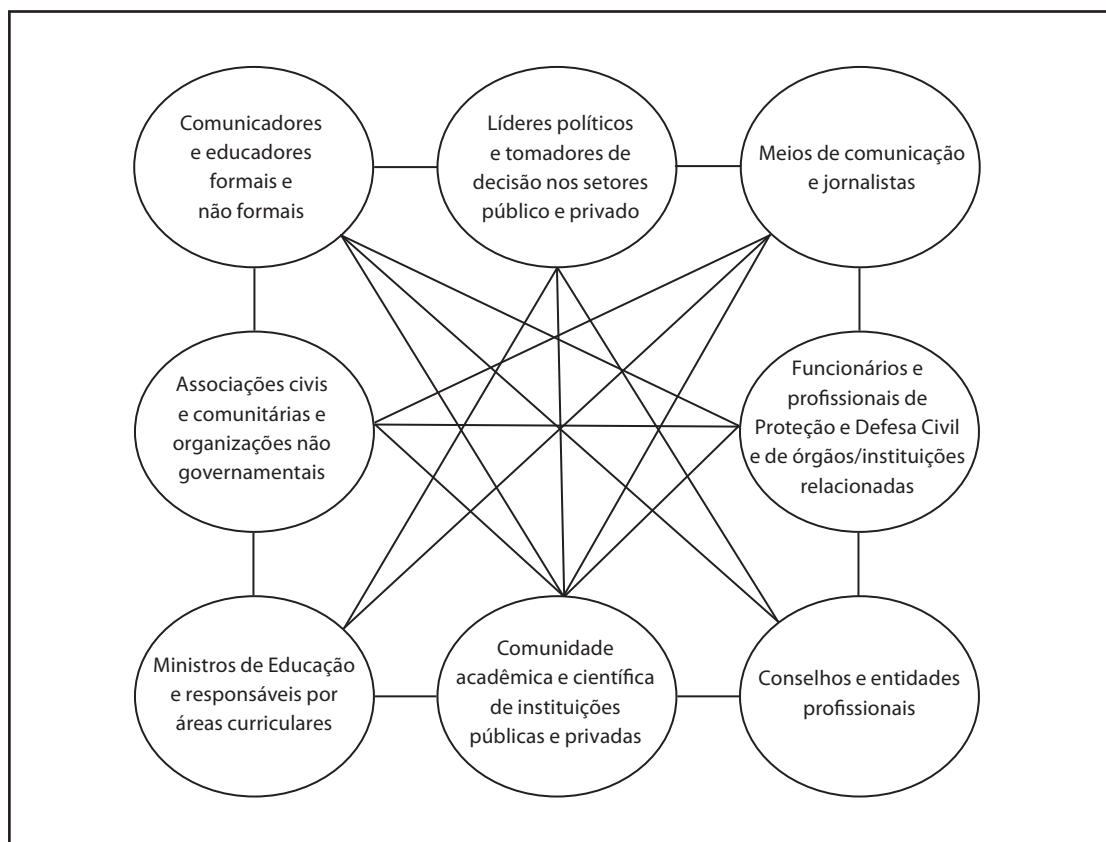 Comunicadores
e educadores
formais e
não formais
Líderes políticos
e tomadores de
decisão nos setores
público e privado
Meios de comunicação
e jornalistas
Associações civis
e comunitárias e
organizações não
governamentais
Funcionários e
profissionais de
Proteção e Defesa Civil
e de órgãos/instituições
relacionadas
Ministros de Educação
e responsáveis por
áreas curriculares
Comunidade
acadêmica e científica
de instituições
públicas e privadas
Conselhos e entidades
profissionais